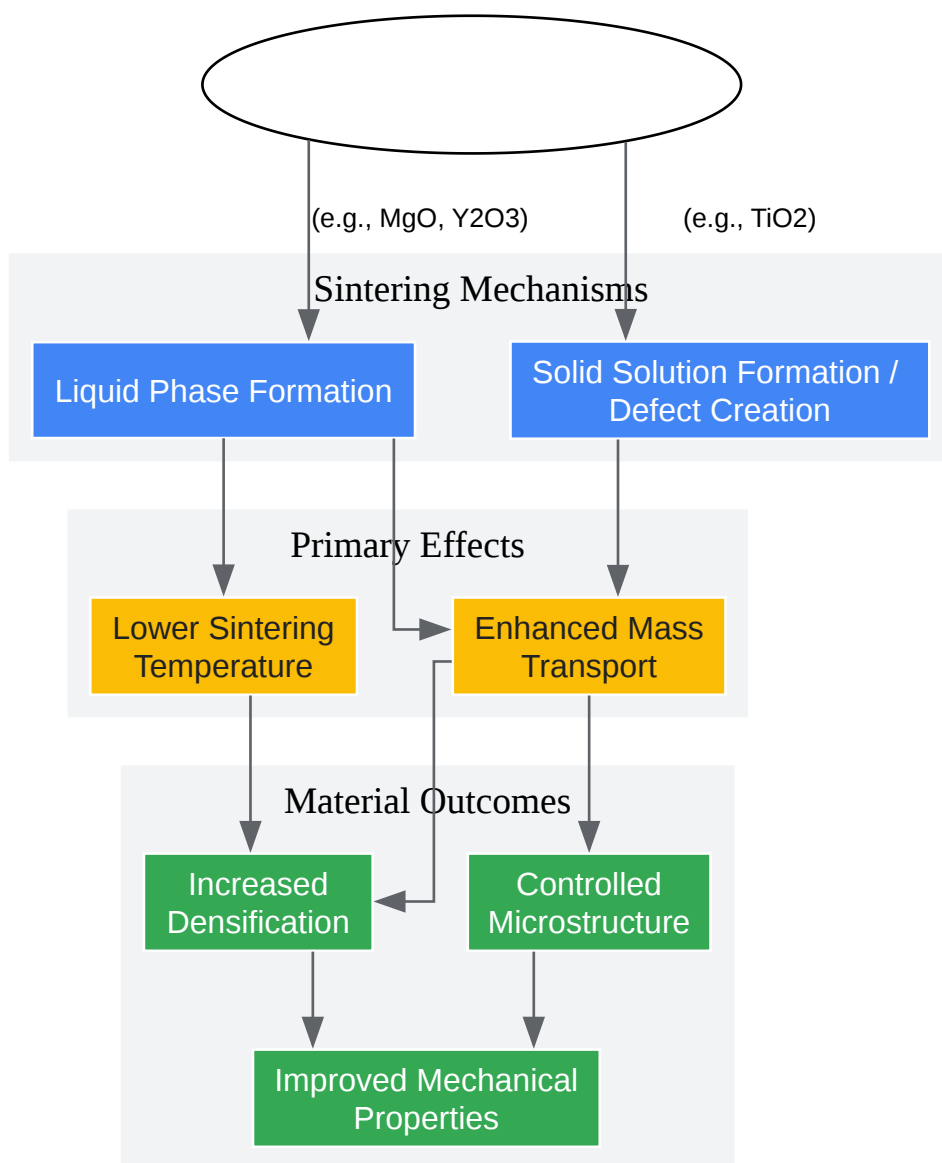 (e.g., MgO, Y2O3)
(e.g., TiO2)
Sintering Mechanisms
Liquid Phase Formation
Solid Solution Formation /
Defect Creation
Primary Effects
Lower Sintering
Temperature
Enhanced Mass
Transport
Material Outcomes
Increased
Densification
Controlled
Microstructure
Improved Mechanical
Properties